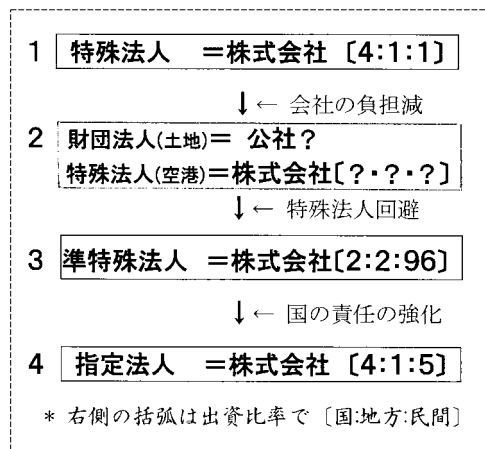 1 特殊法人 ＝株式会社〔4:1:1〕
↓ ← 会社の負担減
2 財団法人(土地)＝ 公社？
特殊法人(空港)＝株式会社〔？・？・？〕
↓ ← 特殊法人回避
3 準特殊法人 ＝株式会社〔2:2:96〕
↓ ← 国の責任の強化
4 指定法人 ＝株式会社〔4:1:5〕
* 右側の括弧は出資比率で〔国:地方:民間〕